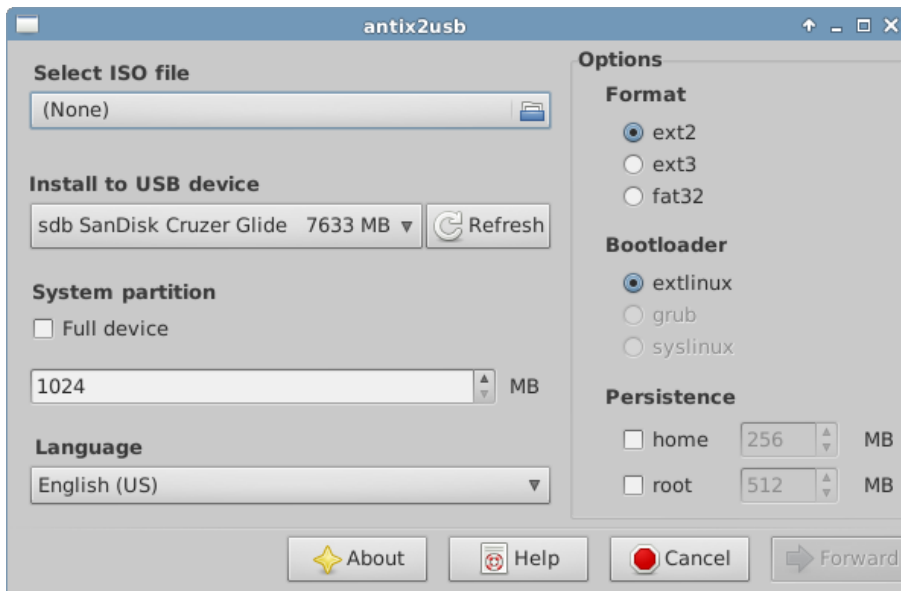 antix2usb
Select ISO file
(None)
Install to USB device
sdb SanDisk Cruzer Glide 7633 MB
Refresh
System partition
Full device
1024
MB
Language
English (US)
Options
Format
ext2
ext3
fat32
Bootloader
extlinux
grub
syslinux
Persistence
home 256 MB
root 512 MB
About
Help
Cancel
Forward